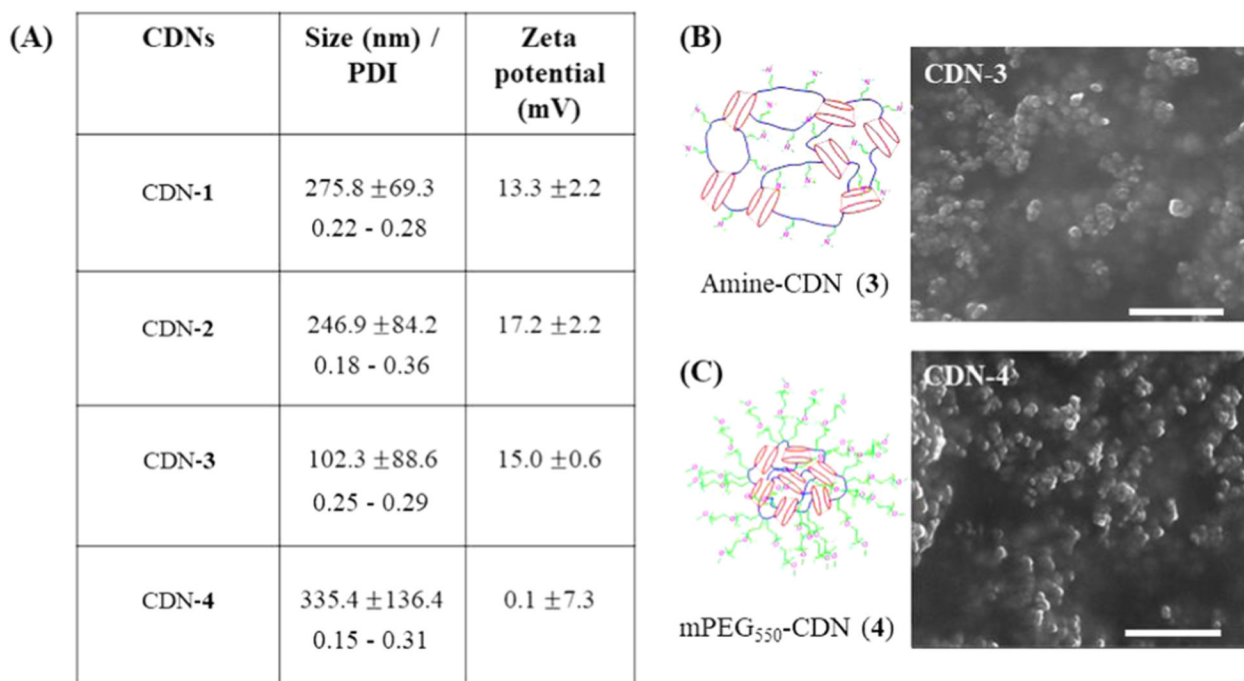 (A)
CDNs
Size (nm) /
PDI
Zeta
potential
(mV)
CDN-1
275.8 ±69.3
0.22 - 0.28
13.3 ±2.2
CDN-2
246.9 ±84.2
0.18 - 0.36
17.2 ±2.2
CDN-3
102.3 ±88.6
0.25 - 0.29
15.0 ±0.6
CDN-4
335.4 ±136.4
0.15 - 0.31
0.1 ±7.3
(B)
CDN-3
Amine-CDN (3)
(C)
CDN-4
mPEG550-CDN (4)